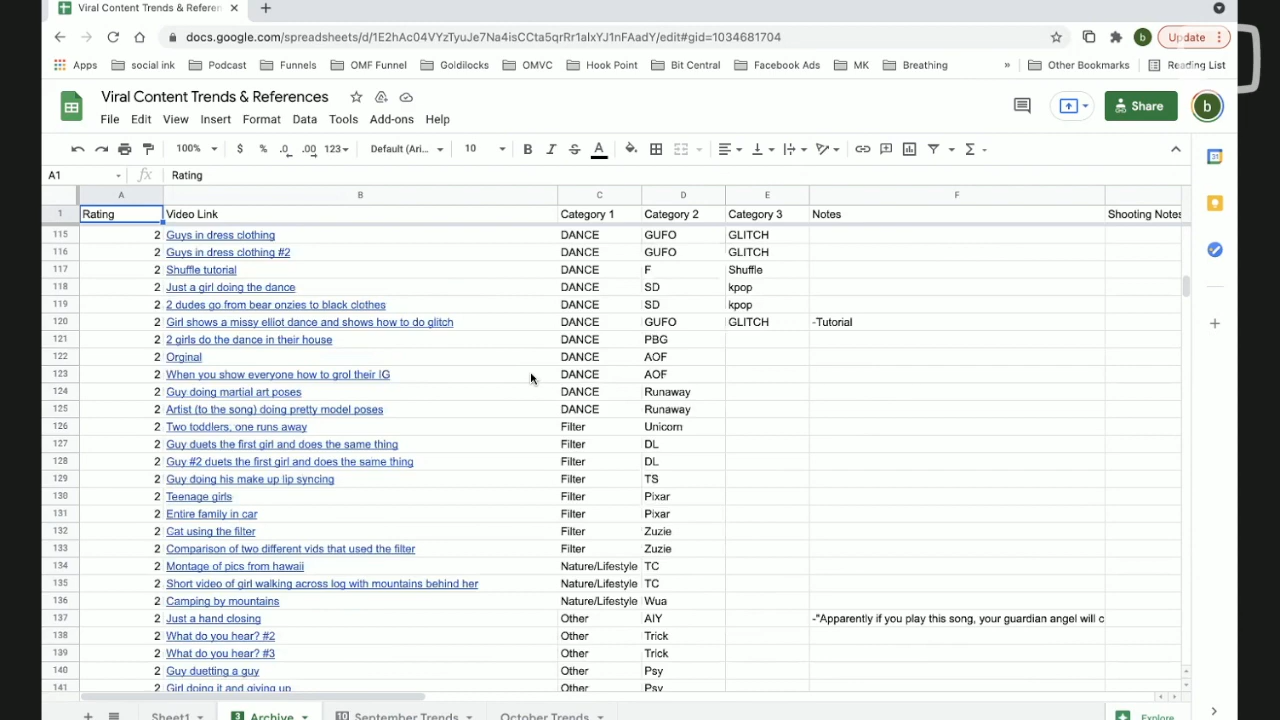 Viral Content Trends & Referen
docs.google.com/spreadsheets/d/1E2hAc04VYzTyuJe7Na4isCCta5qrRr1aIxYJ1nFAadY/edit#gid=1034681704
b
Update
Apps
social ink
Podcast
Funnels
OMF Funnel
Goldilocks
OMVC
Hook Point
Bit Central
Facebook Ads
MK
Breathing
»
Other Bookmarks
Reading List
Viral Content Trends & References
Share
b
File Edit View Insert Format Data Tools Add-ons Help
100% $ % .0 .00 123 Default (Ari... 10 B I S A
31
A1 fx Rating
A B C D E F
1 Rating Video Link Category 1 Category 2 Category 3 Notes Shooting Notes
115 2 Guys in dress clothing DANCE GUFO GLITCH
116 2 Guys in dress clothing #2 DANCE GUFO GLITCH
117 2 Shuffle tutorial DANCE F Shuffle
118 2 Just a girl doing the dance DANCE SD kpop
119 2 2 dudes go from bear onzies to black clothes DANCE SD kpop
120 2 Girl shows a missy elliot dance and shows how to do glitch DANCE GUFO GLITCH -Tutorial
121 2 2 girls do the dance in their house DANCE PBG
122 2 Orginal DANCE AOF
123 2 When you show everyone how to grol their IG DANCE AOF
124 2 Guy doing martial art poses DANCE Runaway
125 2 Artist (to the song) doing pretty model poses DANCE Runaway
126 2 Two toddlers, one runs away Filter Unicorn
127 2 Guy duets the first girl and does the same thing Filter DL
128 2 Guy #2 duets the first girl and does the same thing Filter DL
129 2 Guy doing his make up lip syncing Filter TS
130 2 Teenage girls Filter Pixar
131 2 Entire family in car Filter Pixar
132 2 Cat using the filter Filter Zuzie
133 2 Comparison of two different vids that used the filter Filter Zuzie
134 2 Montage of pics from hawaii Nature/Lifestyle TC
135 2 Short video of girl walking across log with mountains behind her Nature/Lifestyle TC
136 2 Camping by mountains Nature/Lifestyle Wua
137 2 Just a hand closing Other AIY -"Apparently if you play this song, your guardian angel will c
138 2 What do you hear? #2 Other Trick
139 2 What do you hear? #3 Other Trick
140 2 Guy duetting a guy Other Psy
141 2 Girl doing it and giving up Other Psy
Sheet1 3 Archive 10 September Trends October Trends Explore